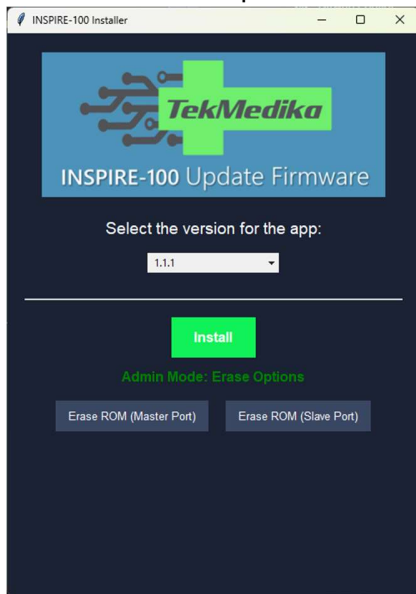 INSPIRE-100 Installer
TekMedika
INSPIRE-100 Update Firmware
Select the version for the app:
1.1.1
Install
Admin Mode: Erase Options
Erase ROM (Master Port)
Erase ROM (Slave Port)